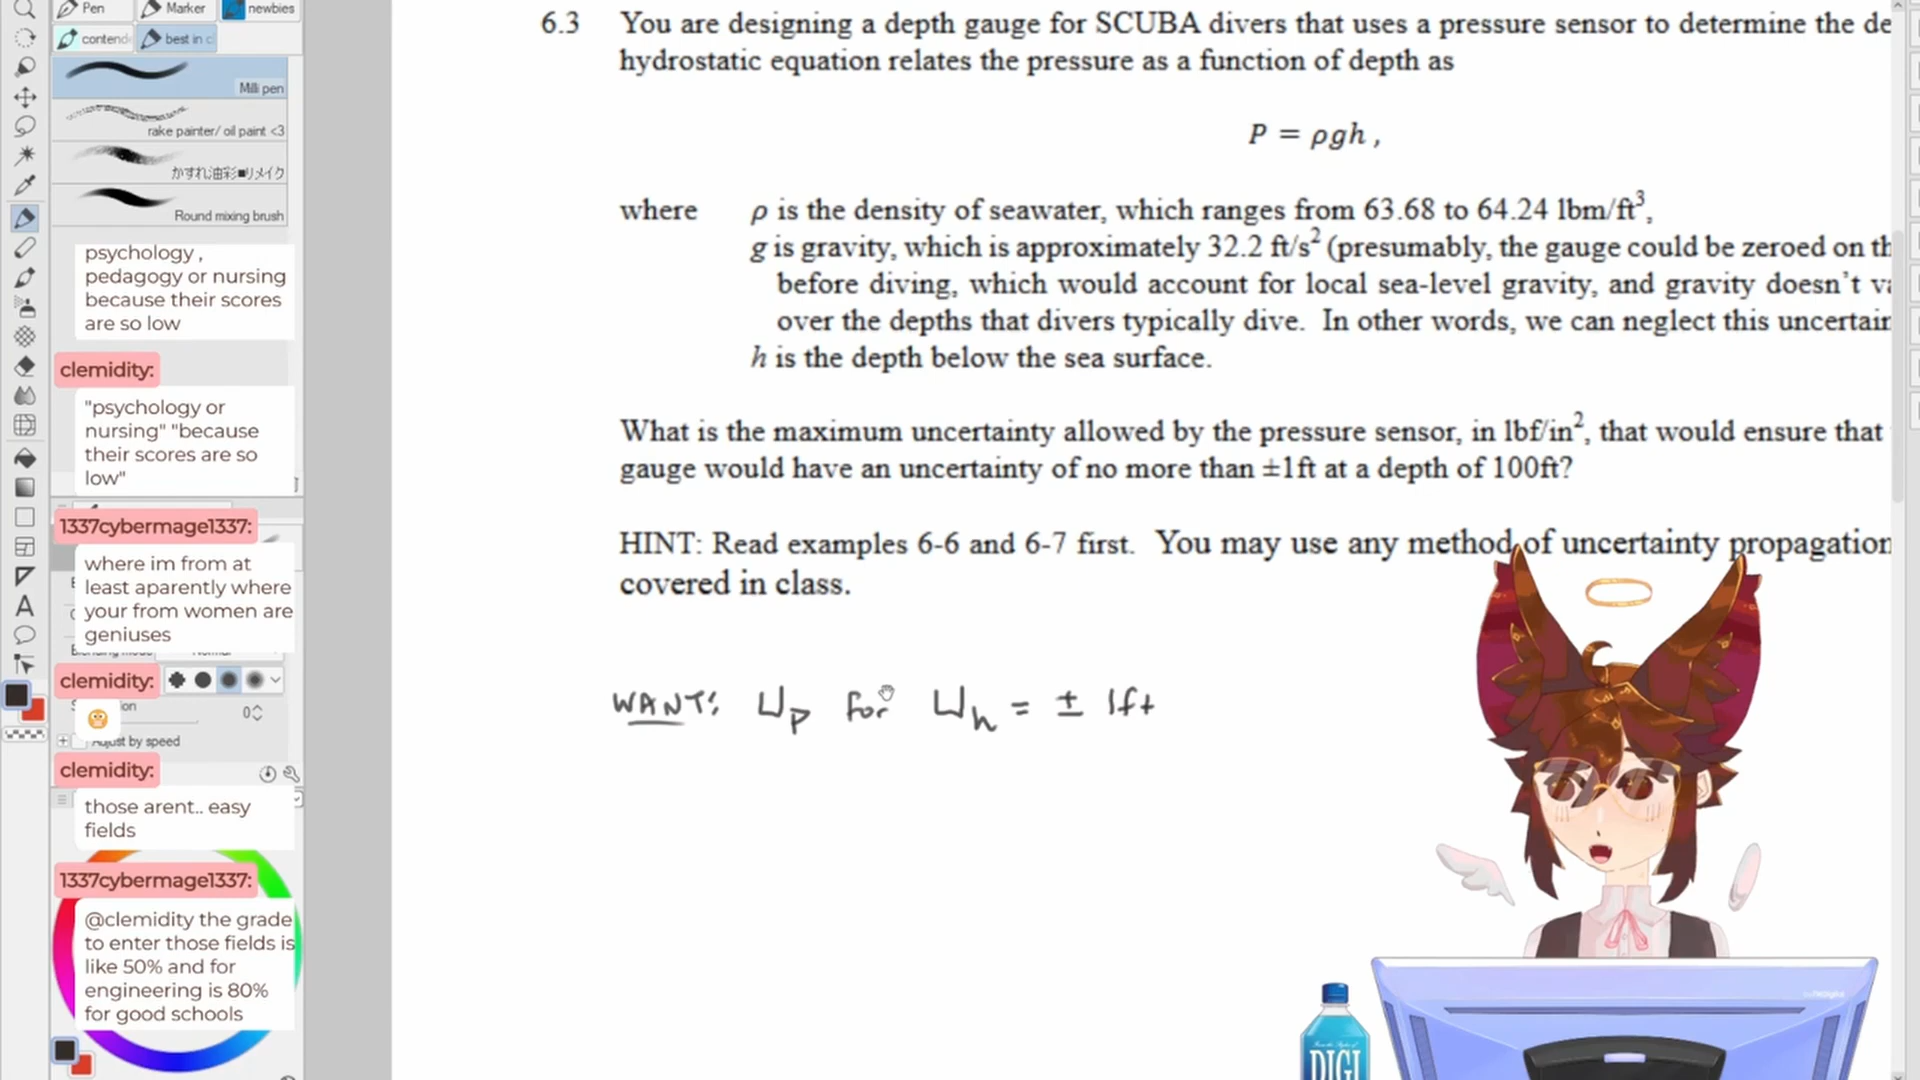 Pen
Marker
newbies
contend
best in c
Milli pen
rake painter/ oil paint <3
かすれ油彩■リメイク
Round mixing brush
psychology ,
pedagogy or nursing
because their scores
are so low
clemidity:
"psychology or
nursing" "because
their scores are so
low"
1337cybermage1337:
where im from at
least aparently where
your from women are
geniuses
clemidity:
0
Adjust by speed
clemidity:
those arent.. easy
fields
1337cybermage1337:
@clemidity the grade
to enter those fields is
like 50% and for
engineering is 80%
for good schools
6.3 You are designing a depth gauge for SCUBA divers that uses a pressure sensor to determine the de
hydrostatic equation relates the pressure as a function of depth as
P = ρgh ,
where ρ is the density of seawater, which ranges from 63.68 to 64.24 lbm/ft³,
g is gravity, which is approximately 32.2 ft/s² (presumably, the gauge could be zeroed on th
before diving, which would account for local sea-level gravity, and gravity doesn't va
over the depths that divers typically dive. In other words, we can neglect this uncertain
h is the depth below the sea surface.
What is the maximum uncertainty allowed by the pressure sensor, in lbf/in², that would ensure that
gauge would have an uncertainty of no more than ±1ft at a depth of 100ft?
HINT: Read examples 6-6 and 6-7 first. You may use any method of uncertainty propagation
covered in class.
WANT: Up for Uh = ± 1ft
DIGI